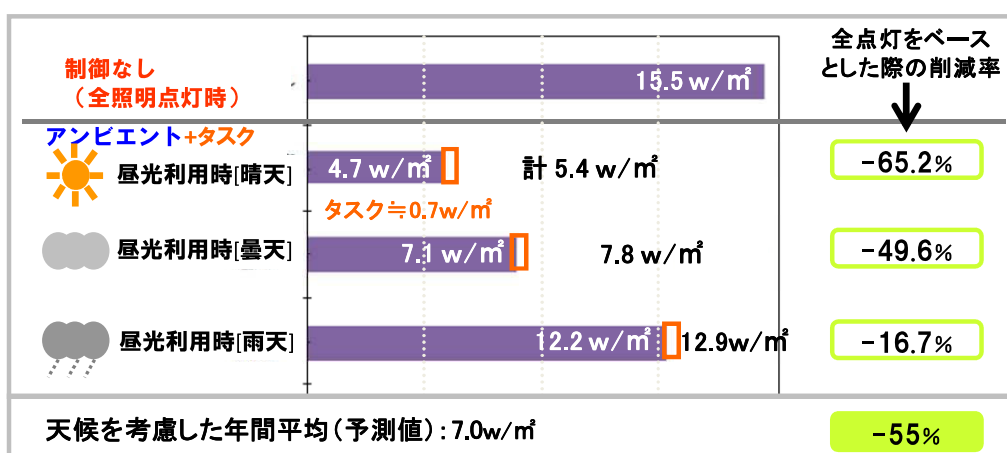 全点灯をベース
とした際の削減率
制御なし
（全照明点灯時）
15.5 w/㎡
アンビエント+タスク
昼光利用時[晴天]
4.7 w/㎡
計 5.4 w/㎡
-65.2%
タスク≒0.7w/㎡
昼光利用時[曇天]
7.1 w/㎡
7.8 w/㎡
-49.6%
昼光利用時[雨天]
12.2 w/㎡
12.9w/㎡
-16.7%
天候を考慮した年間平均（予測値）：7.0w/㎡
-55%